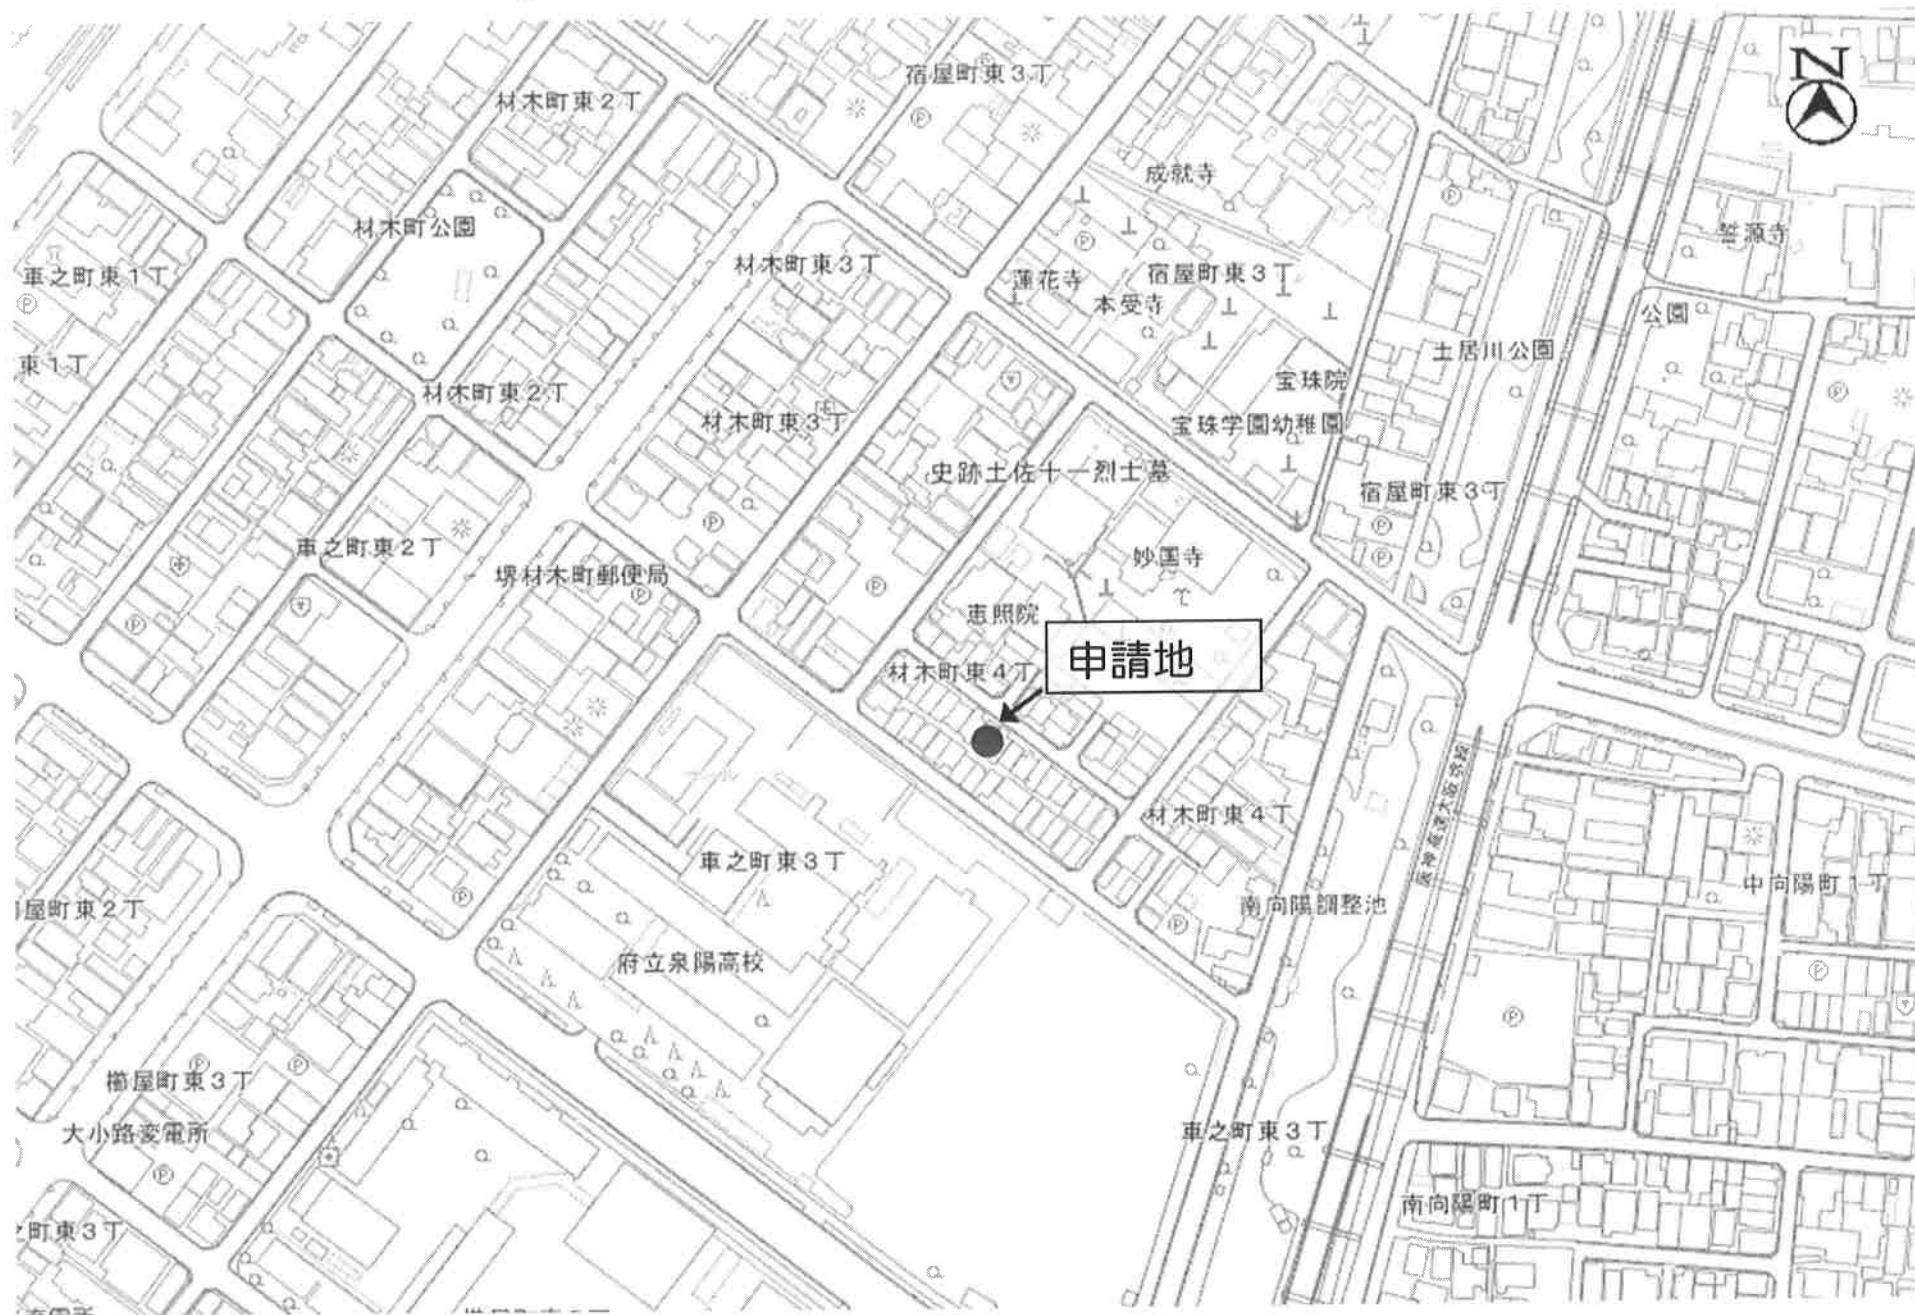 N
宿屋町東3丁
材木町東2丁
成就寺
材木町公園
誓源寺
材木町東3丁
車之町東1丁
蓮花寺
宿屋町東3丁
本受寺
公園
土居川公園
東1丁
宝珠院
材木町東2丁
材木町東3丁
宝珠学園幼稚園
史跡土佐十一烈士墓
宿屋町東3丁
車之町東2丁
妙国寺
堺材木町郵便局
恵照院
申請地
材木町東4丁
プール
材木町東4丁
車之町東3丁
中向陽町1丁
南向陽調整池
屋町東2丁
府立泉陽高校
櫛屋町東3丁
大小路変電所
車之町東3丁
南向陽町1丁
町東3丁